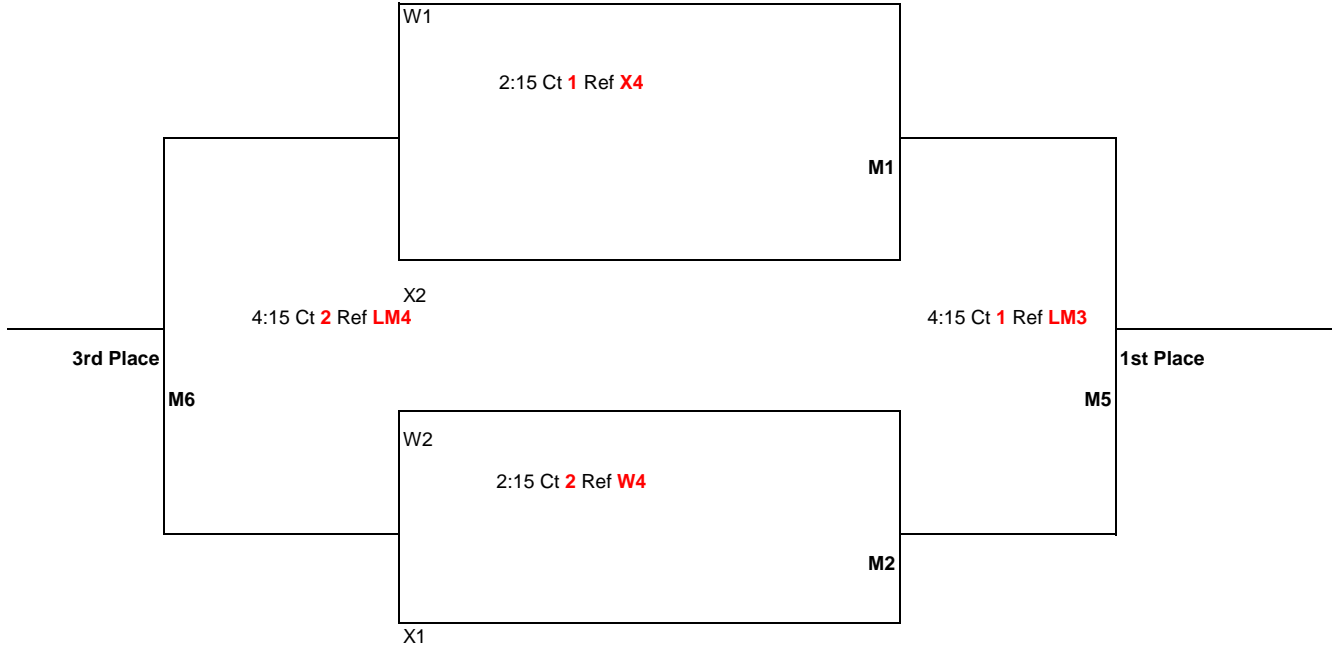 W1
2:15 Ct 1 Ref X4
M1
X2
4:15 Ct 2 Ref LM4
4:15 Ct 1 Ref LM3
3rd Place
1st Place
M6
M5
W2
2:15 Ct 2 Ref W4
M2
X1